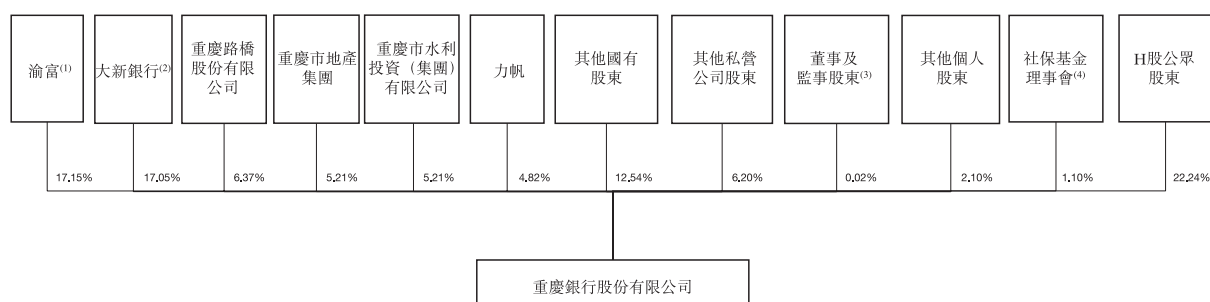 渝富(1)
大新銀行(2)
重慶路橋
股份有限
公司
重慶市地產
集團
重慶市水利
投資（集團）
有限公司
力帆
其他國有
股東
其他私營
公司股東
董事及
監事股東(3)
其他個人
股東
社保基金
理事會(4)
H股公眾
股東
17.15%
17.05%
6.37%
5.21%
5.21%
4.82%
12.54%
6.20%
0.02%
2.10%
1.10%
22.24%
重慶銀行股份有限公司